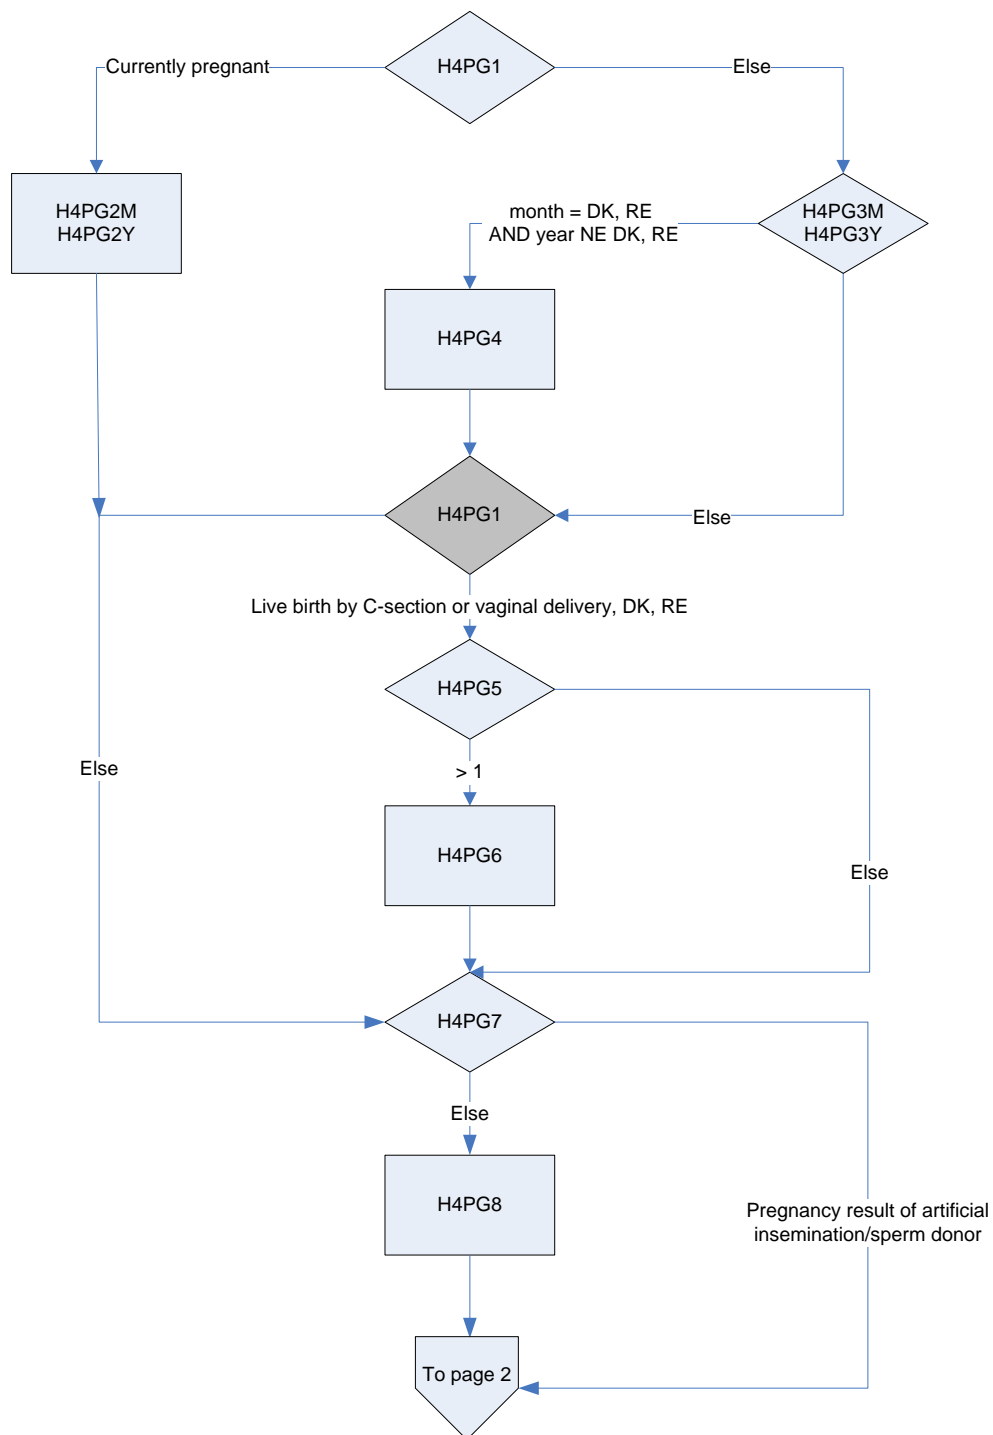 H4PG1
Currently pregnant
Else
H4PG2M
H4PG2Y
month = DK, RE
AND year NE DK, RE
H4PG3M
H4PG3Y
H4PG4
H4PG1
Else
Live birth by C-section or vaginal delivery, DK, RE
H4PG5
Else
> 1
H4PG6
Else
H4PG7
Else
H4PG8
Pregnancy result of artificial
insemination/sperm donor
To page 2